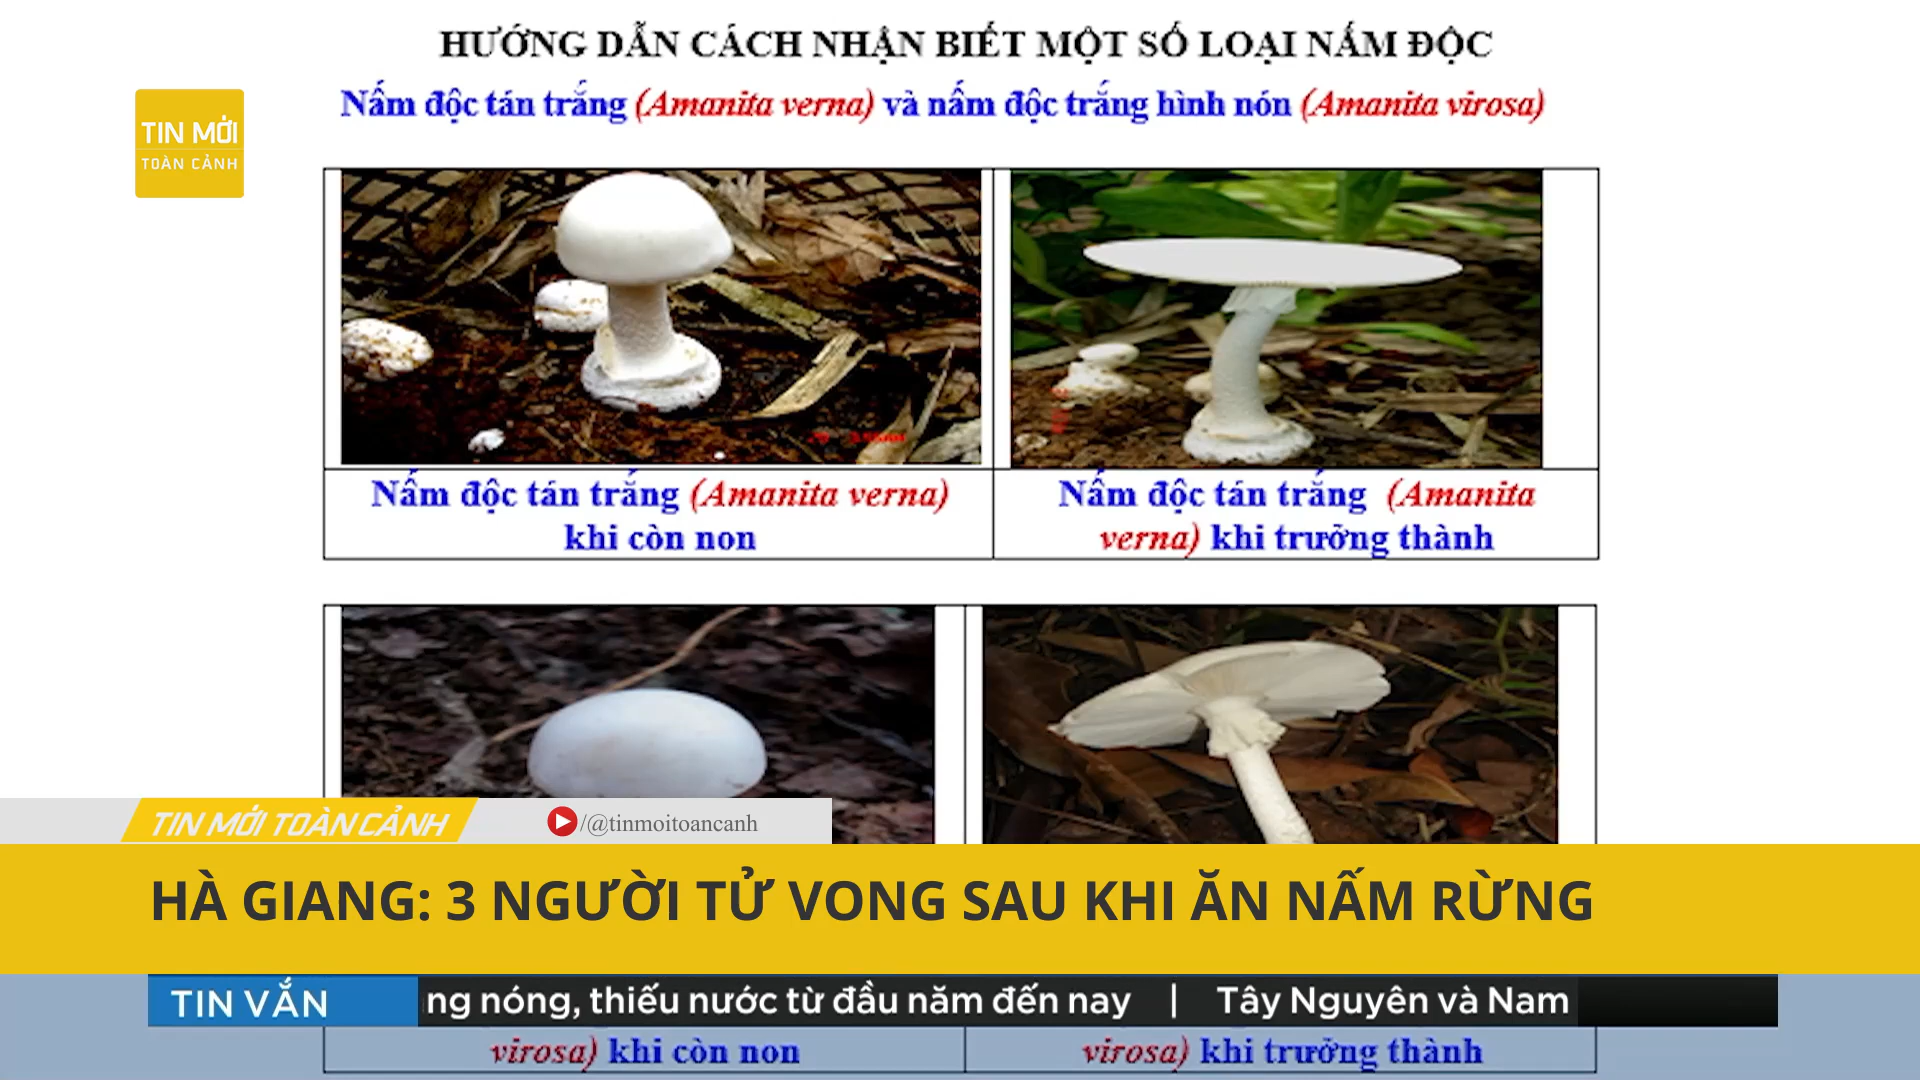 HƯỚNG DẪN CÁCH NHẬN BIẾT MỘT SỐ LOẠI NẤM ĐỘC
Nấm độc tán trắng (Amanita verna) và nấm độc trắng hình nón (Amanita virosa)
TIN MỚI
TOÀN CẢNH
Nấm độc tán trắng (Amanita verna)
khi còn non
Nấm độc tán trắng (Amanita
verna) khi trưởng thành
TIN MỚI TOÀN CẢNH
/@tinmoitoancanh
HÀ GIANG: 3 NGƯỜI TỬ VONG SAU KHI ĂN NẤM RỪNG
TIN VẮN
ng nóng, thiếu nước từ đầu năm đến nay | Tây Nguyên và Nam
virosa) khi còn non
virosa) khi trưởng thành